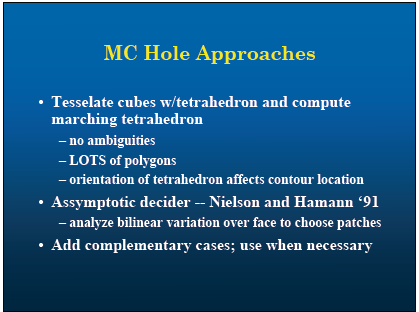 MC Hole Approaches
• Tesselate cubes w/tetrahedron and compute
marching tetrahedron
– no ambiguities
– LOTS of polygons
– orientation of tetrahedron affects contour location
• Assymptotic decider -- Nielson and Hamann ‘91
– analyze bilinear variation over face to choose patches
• Add complementary cases; use when necessary